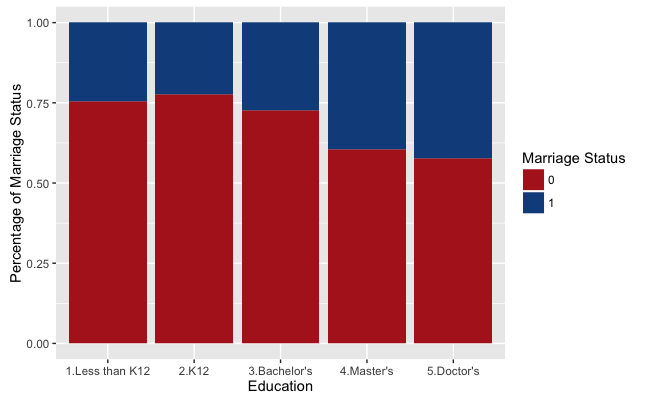 Percentage of Marriage Status
1.00
0.75
0.50
0.25
0.00
1.Less than K12
2.K12
3.Bachelor's
4.Master's
5.Doctor's
Education
Marriage Status
0
1